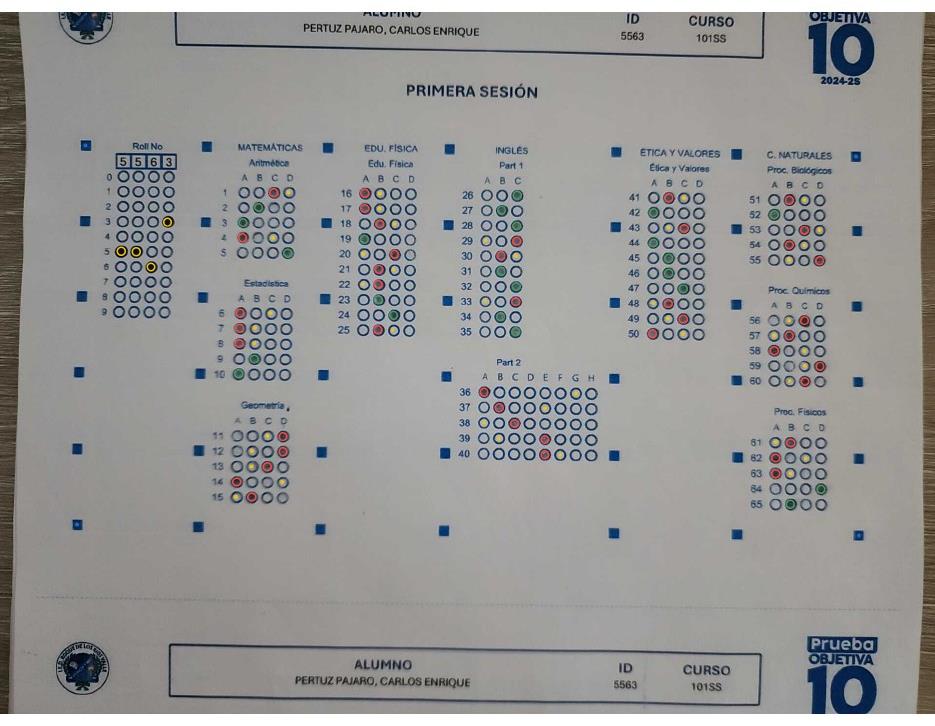 ALUMNO
PERTUZ PAJARO, CARLOS ENRIQUE
ID
5563
CURSO
101SS
OBJETIVA
10
2024-2S
PRIMERA SESIÓN
Roll No
5 5 6 3
0
1
2
3
4
5
6
7
8
9
MATEMÁTICAS
Aritmética
A B C D
1
2
3
4
5
Estadística
A B C D
6
7
8
9
10
Geometría
A B C D
11
12
13
14
15
EDU. FÍSICA
Edu. Física
A B C D
16
17
18
19
20
21
22
23
24
25
INGLÉS
Part 1
A B C
26
27
28
29
30
31
32
33
34
35
Part 2
A B C D E F G H
36
37
38
39
40
ÉTICA Y VALORES
Ética y Valores
A B C D
41
42
43
44
45
46
47
48
49
50
C. NATURALES
Proc. Biológicos
A B C D
51
52
53
54
55
Proc. Químicos
A B C D
56
57
58
59
60
Proc. Físicos
A B C D
61
62
63
64
65
ALUMNO
PERTUZ PAJARO, CARLOS ENRIQUE
ID
5563
CURSO
101SS
Prueba
OBJETIVA
10